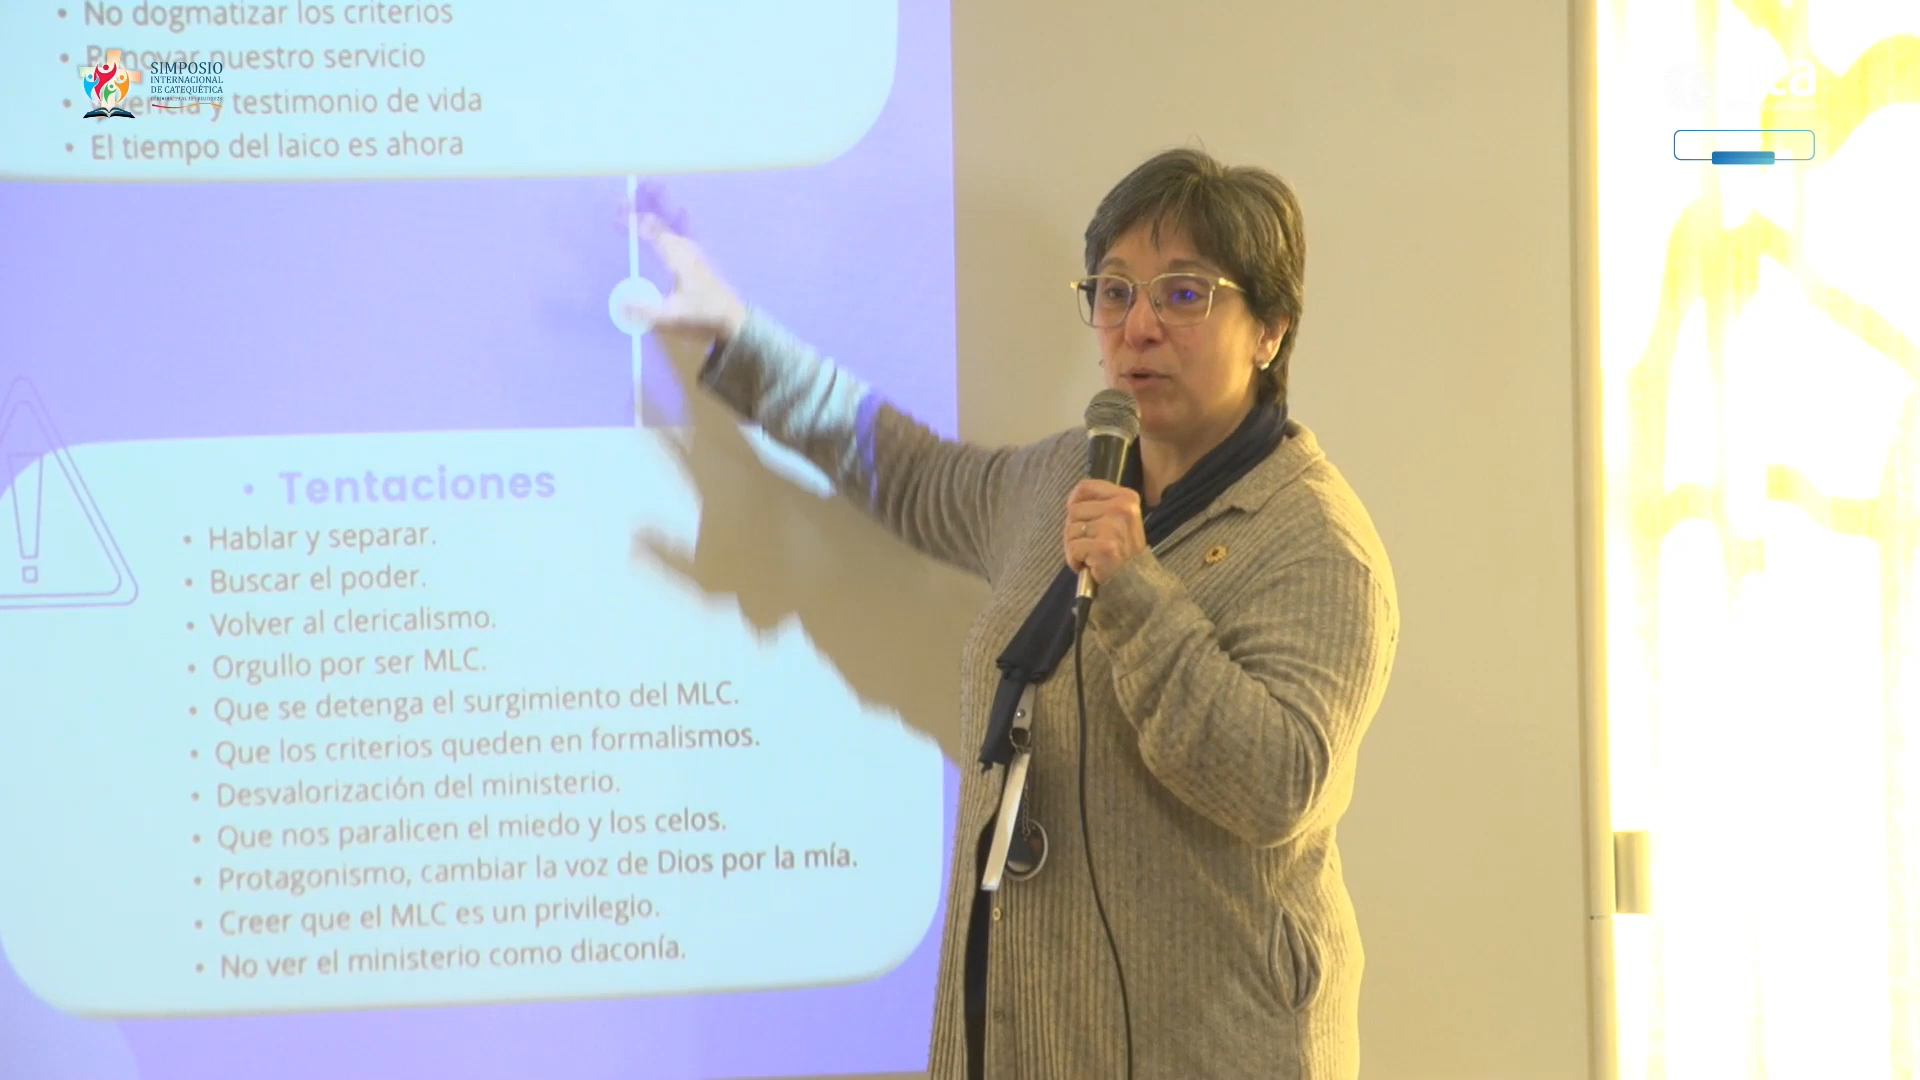 • No dogmatizar los criterios
• Renovar nuestro servicio
SIMPOSIO
INTERNACIONAL
DE CATEQUÉTICA
y testimonio de vida
• El tiempo del laico es ahora
• Tentaciones
• Hablar y separar.
• Buscar el poder.
• Volver al clericalismo.
• Orgullo por ser MLC.
• Que se detenga el surgimiento del MLC.
• Que los criterios queden en formalismos.
• Desvalorización del ministerio.
• Que nos paralicen el miedo y los celos.
• Protagonismo, cambiar la voz de Dios por la mía.
• Creer que el MLC es un privilegio.
• No ver el ministerio como diaconía.